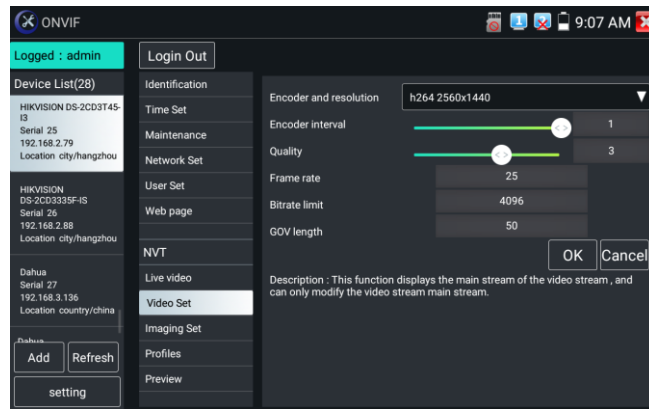 ONVIF
9:07 AM
Logged : admin
Login Out
Device List(28)
HIKVISION DS-2CD3T45-
I3
Serial 25
192.168.2.79
Location city/hangzhou
HIKVISION
DS-2CD3335F-IS
Serial 26
192.168.2.88
Location city/hangzhou
Dahua
Serial 27
192.168.3.136
Location country/china
Dahua
Add
Refresh
setting
Identification
Time Set
Maintenance
Network Set
User Set
Web page
NVT
Live video
Video Set
Imaging Set
Profiles
Preview
Encoder and resolution
h264 2560x1440
Encoder interval
1
Quality
3
Frame rate
25
Bitrate limit
4096
GOV length
50
OK
Cancel
Description : This function displays the main stream of the video stream , and
can only modify the video stream main stream.